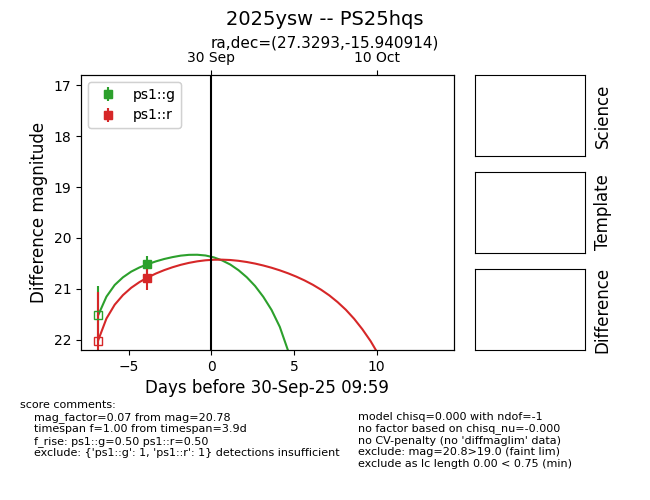 2025ysw -- PS25hqs
ra,dec=(27.3293,-15.940914)
30 Sep
10 Oct
ps1::g
ps1::r
17
18
19
20
21
22
Difference magnitude
−5
0
5
10
Days before 30-Sep-25 09:59
Science
Template
Difference
score comments:
mag_factor=0.07 from mag=20.78
timespan f=1.00 from timespan=3.9d
f_rise: ps1::g=0.50 ps1::r=0.50
exclude: {'ps1::g': 1, 'ps1::r': 1} detections insufficient
model chisq=0.000 with ndof=-1
no factor based on chisq_nu=-0.000
no CV-penalty (no 'diffmaglim' data)
exclude: mag=20.8>19.0 (faint lim)
exclude as lc length 0.00 < 0.75 (min)